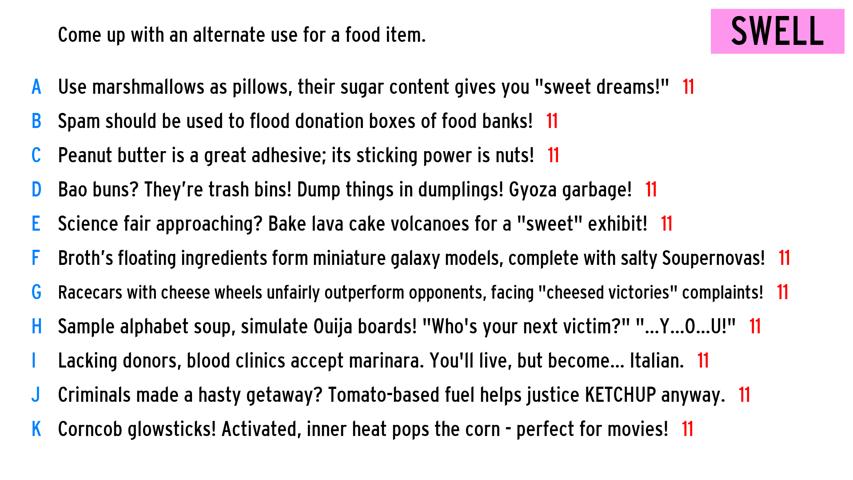 Come up with an alternate use for a food item.
SWELL
A Use marshmallows as pillows, their sugar content gives you "sweet dreams!" 11
B Spam should be used to flood donation boxes of food banks! 11
C Peanut butter is a great adhesive; its sticking power is nuts! 11
D Bao buns? They’re trash bins! Dump things in dumplings! Gyoza garbage! 11
E Science fair approaching? Bake lava cake volcanoes for a "sweet" exhibit! 11
F Broth’s floating ingredients form miniature galaxy models, complete with salty Soupernovas! 11
G Racecars with cheese wheels unfairly outperform opponents, facing "cheesed victories" complaints! 11
H Sample alphabet soup, simulate Ouija boards! "Who's your next victim?" "...Y...O...U!" 11
I Lacking donors, blood clinics accept marinara. You'll live, but become... Italian. 11
J Criminals made a hasty getaway? Tomato-based fuel helps justice KETCHUP anyway. 11
K Corncob glowsticks! Activated, inner heat pops the corn - perfect for movies! 11